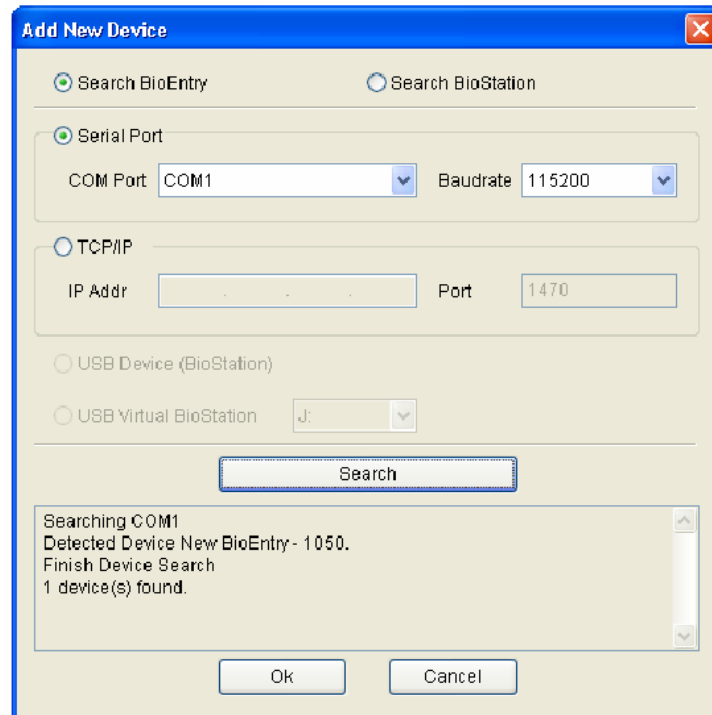 Add New Device
Search BioEntry Search BioStation
Serial Port
COM Port COM1 Baudrate 115200
TCP/IP
IP Addr . . . Port 1470
USB Device (BioStation)
USB Virtual BioStation J:
Search
Searching COM1
Detected Device New BioEntry - 1050.
Finish Device Search
1 device(s) found.
Ok Cancel